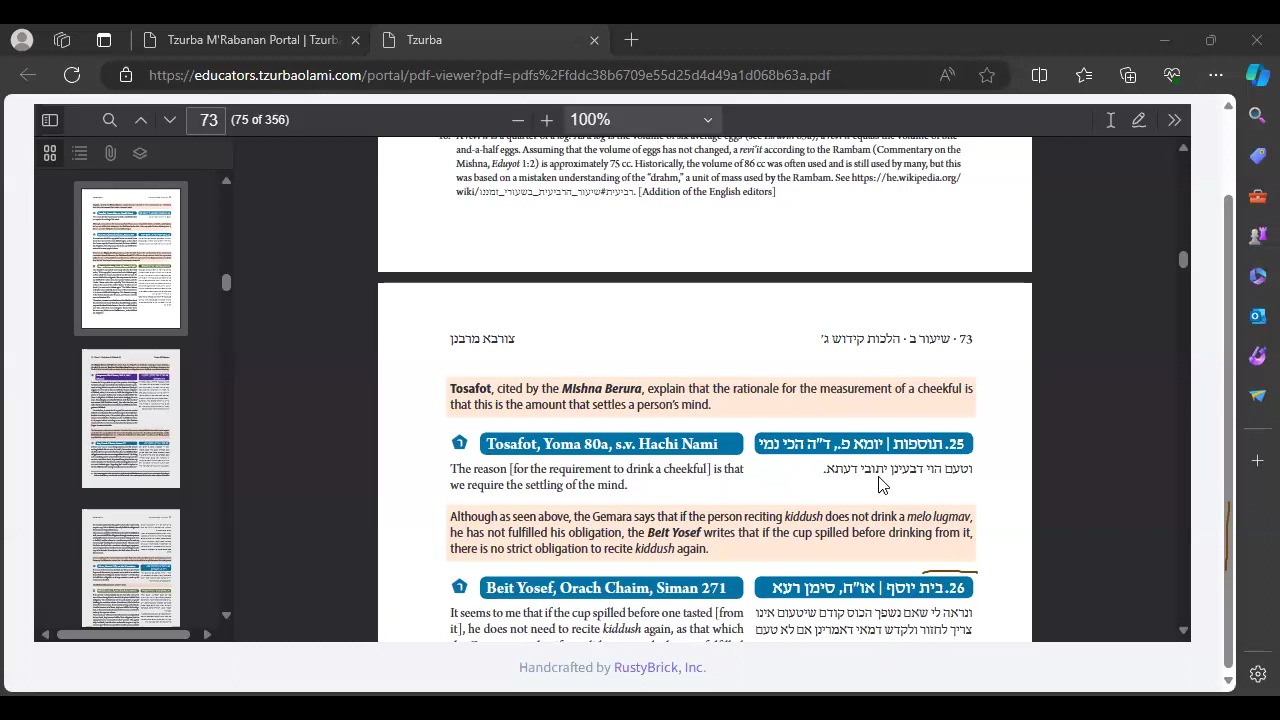 Tzurba M'Rabanan Portal | Tzurb
Tzurba
https://educators.tzurbaolami.com/portal/pdf-viewer?pdf=pdfs%2Ffddc38b6709e55d25d4d49a1d068b63a.pdf
73 (75 of 356)
100%
and-a-half eggs. Assuming that the volume of eggs has not changed, a revi'it according to the Rambam (Commentary on the
Mishna, Eduyot 1:2) is approximately 75 cc. Historically, the volume of 86 cc was often used and is still used by many, but this
was based on a mistaken understanding of the "drahm," a unit of mass used by the Rambam. See https://he.wikipedia.org/
wiki/רביעית#שיעור_הרביעית_בשעורי_זמננו. [Addition of the English editors]
73 · שיעור ב · הלכות קידוש ג׳
צורבא מרבנן
Tosafot, cited by the Mishna Berura, explain that the rationale for the measurement of a cheekful is
that this is the amount that settles a person's mind.
Tosafot, Yoma 80a, s.v. Hachi Nami
25. תוספות | יומא פ., ד"ה הכי נמי
The reason [for the requirement to drink a cheekful] is that
we require the settling of the mind.
וטעם הוי דבעינן יתובי דעתא.
Although as seen above, the Gemara says that if the person reciting kiddush does not drink a melo lugmav,
he has not fulfilled his obligation, the Beit Yosef writes that if the cup spilled before drinking from it,
there is no strict obligation to recite kiddush again.
Beit Yosef, Orach Chaim, Siman 271
26. בית יוסף | או"ח, סימן רעא
It seems to me that if the cup spilled before one tasted [from
it], he does not need to recite kiddush again, as that which
ונראה לי שאם נשפך הכוס קודם שיטעום אינו
צריך לחזור ולקדש דמאי דאמרינן אם לא טעם
Handcrafted by RustyBrick, Inc.